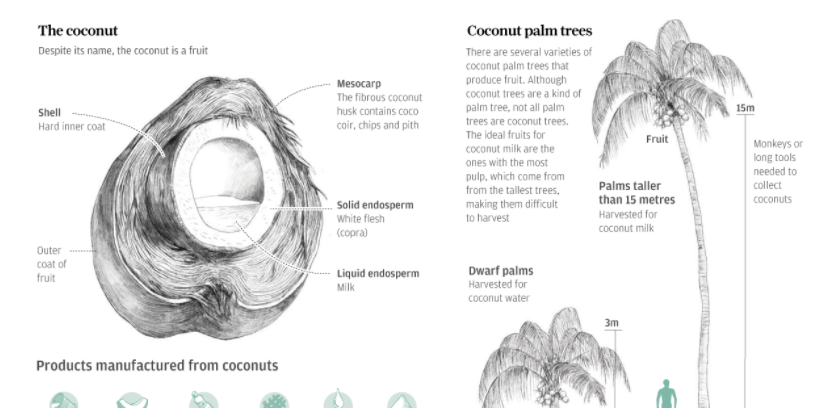 The coconut
Despite its name, the coconut is a fruit
Shell
Hard inner coat
Mesocarp
The fibrous coconut
husk contains coco
coir, chips and pith
Solid endosperm
White flesh
(copra)
Outer
coat of
fruit
Liquid endosperm
Milk
Products manufactured from coconuts
Coconut palm trees
There are several varieties of
coconut palm trees that
produce fruit. Although
coconut trees are a kind of
palm tree, not all palm
trees are coconut trees.
The ideal fruits for
coconut milk are the
ones with the most
pulp, which come from
from the tallest trees,
making them difficult
to harvest
Fruit
15m
Monkeys or
long tools
needed to
collect
coconuts
Palms taller
than 15 metres
Harvested for
coconut milk
Dwarf palms
Harvested for
coconut water
3m